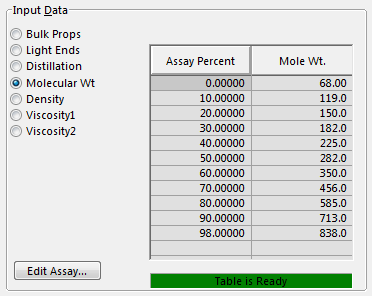 Input Data
Bulk Props
Light Ends
Distillation
Molecular Wt
Density
Viscosity1
Viscosity2
Assay Percent Mole Wt.
0.00000 68.00
10.00000 119.0
20.00000 150.0
30.00000 182.0
40.00000 225.0
50.00000 282.0
60.00000 350.0
70.00000 456.0
80.00000 585.0
90.00000 713.0
98.00000 838.0
Edit Assay...
Table is Ready